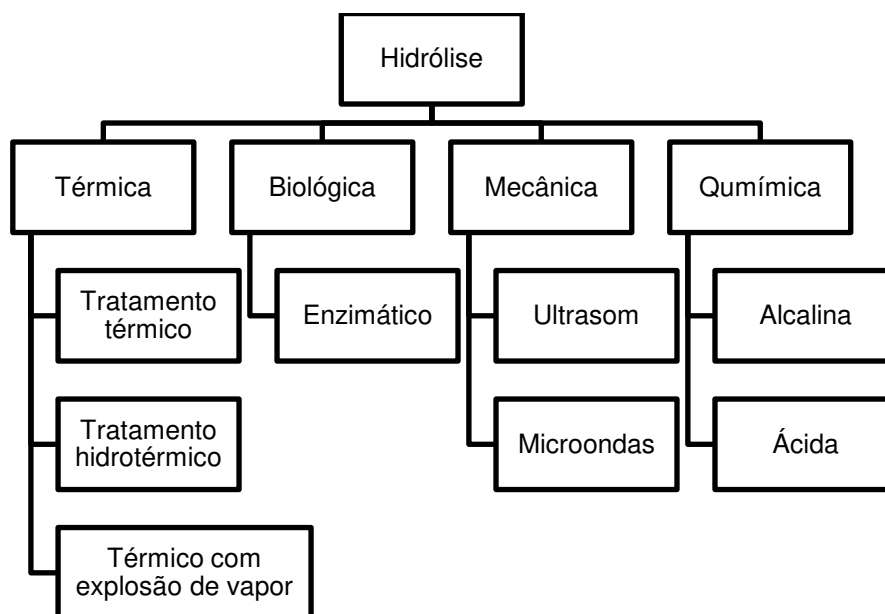 Hidrólise
Térmica
Biológica
Mecânica
Qumímica
Tratamento
térmico
Enzimático
Ultrasom
Alcalina
Tratamento
hidrotérmico
Microondas
Ácida
Térmico com
explosão de vapor